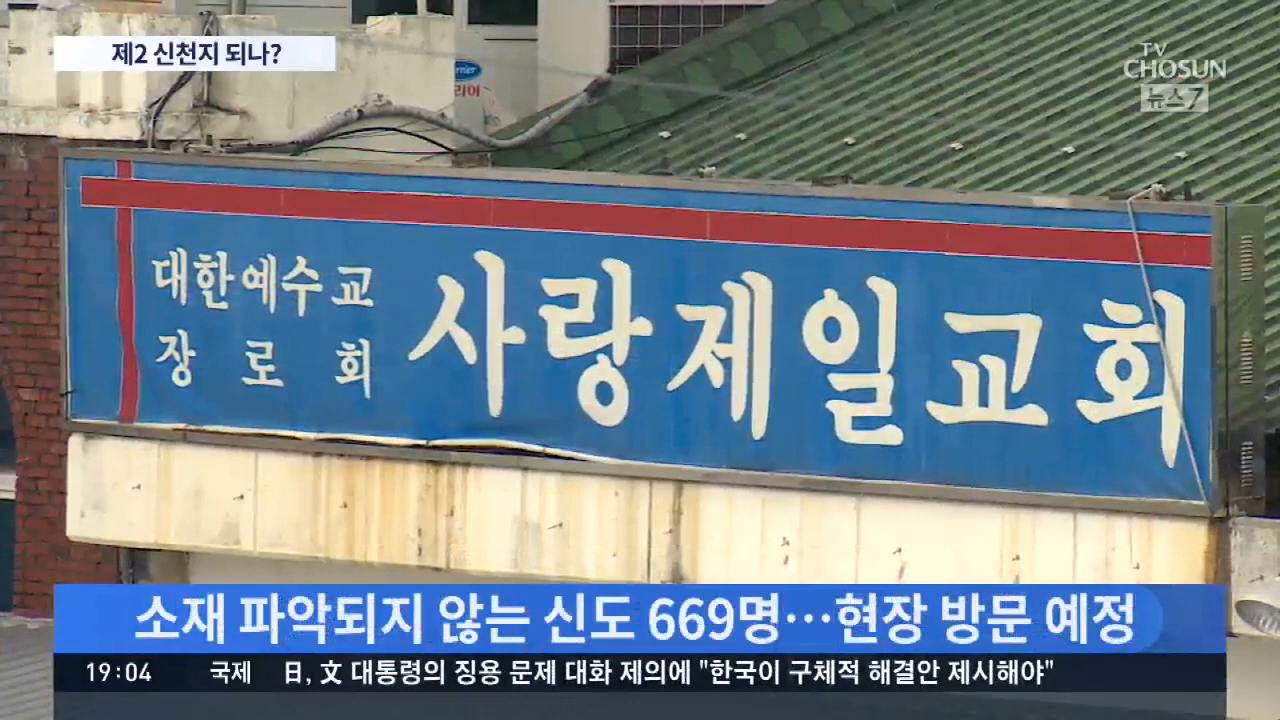 제2 신천지 되나?
TV
CHOSUN
뉴스7
대한예수교
장로회
사랑제일교회
소재 파악되지 않는 신도 669명…현장 방문 예정
19:04 국제 日, 文 대통령의 징용 문제 대화 제의에 "한국이 구체적 해결안 제시해야"